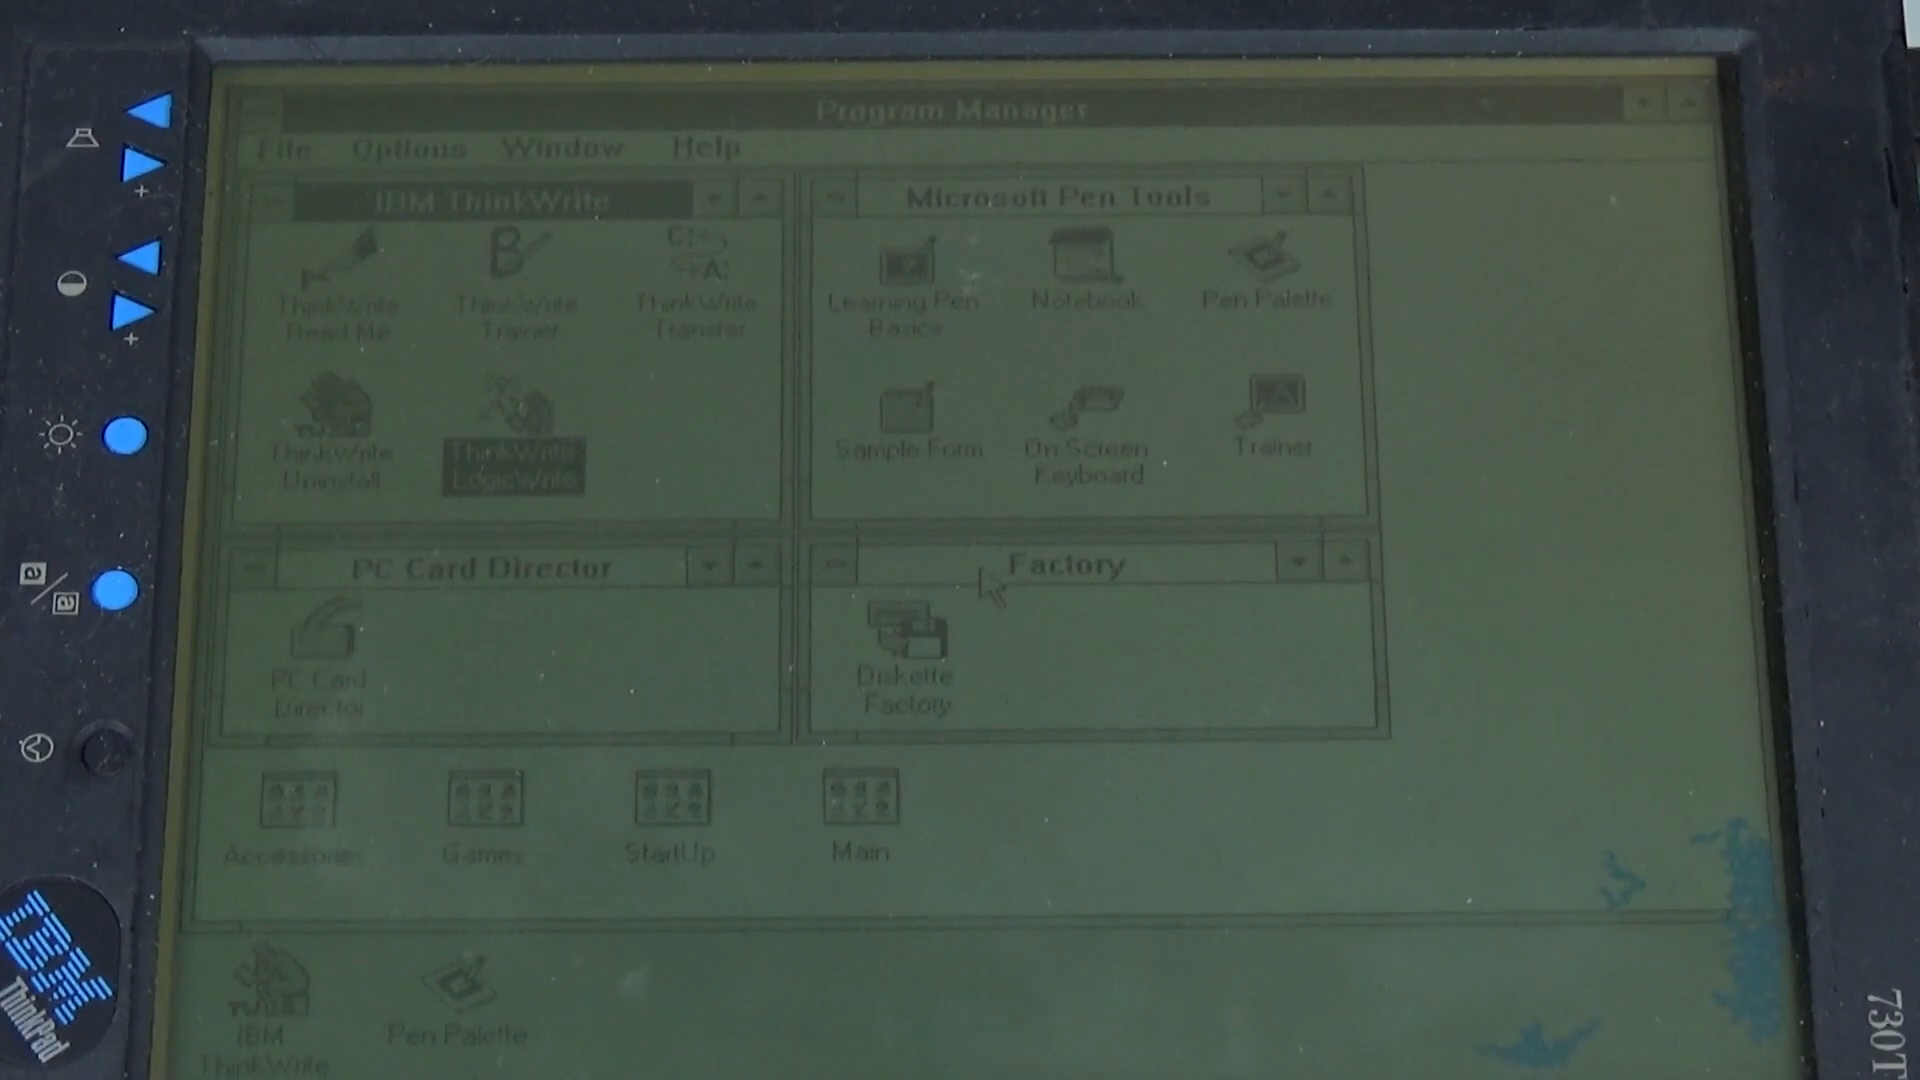 Program Manager
File Options Window Help
IBM ThinkWrite
Microsoft Pen Tools
ThinkWrite
Read Me
ThinkWrite
Trainer
C:
A:
ThinkWrite
Transfer
Learning Pen
Basics
Notebook
Pen Palette
ThinkWrite
Uninstall
ThinkWrite
LogicWrite
Sample Form
On Screen
Keyboard
Trainer
PC Card Director
Factory
PC Card
Director
Diskette
Factory
Accessories
Games
StartUp
Main
IBM
ThinkWrite
Pen Palette
+
+
a/a
IBM
ThinkPad
730T